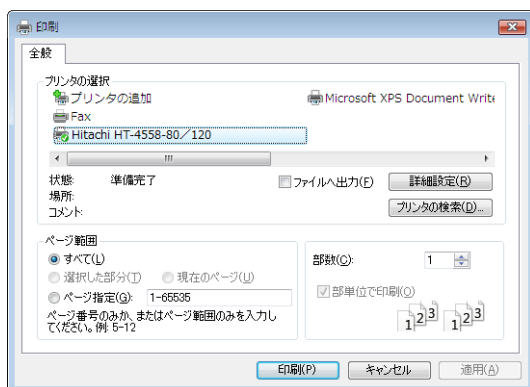 印刷
全般
プリンタの選択
プリンタの追加
Microsoft XPS Document Write
Fax
Hitachi HT-4558-80／120
状態: 準備完了
場所:
コメント:
ファイルへ出力(F)
詳細設定(R)
プリンタの検索(D)...
ページ範囲
すべて(L)
選択した部分(T) 現在のページ(U)
ページ指定(G): 1-65535
ページ番号のみか、またはページ範囲のみを入力し
てください。例: 5-12
部数(C): 1
部単位で印刷(O)
1 2 3 1 2 3
印刷(P) キャンセル 適用(A)